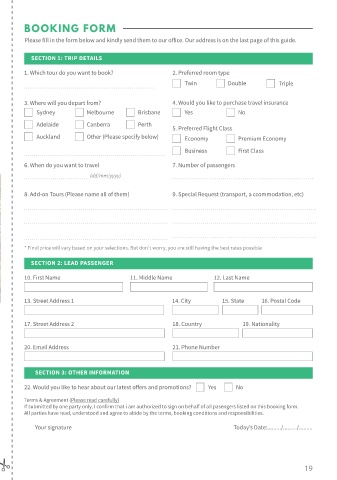 BOOKING FORM
Please fill in the form below and kindly send them to our office. Our address is on the last page of this guide.
SECTION 1: TRIP DETAILS
1. Which tour do you want to book?
2. Preferred room type
Twin Double Triple
3. Where will you depart from?
4. Would you like to purchase travel insurance
Sydney Melbourne Brisbane
Yes No
Adelaide Canberra Perth
5. Preferred Flight Class
Auckland Other (Please specify below)
Economy Premium Economy
Business First Class
6. When do you want to travel
7. Number of passengers
(dd/mm/yyyy)
8. Add-on Tours (Please name all of them)
9. Special Request (transport, a ccommodation, etc)
* Final price will vary based on your selections. But don't worry, you are still having the best rates possible
SECTION 2: LEAD PASSENGER
10. First Name
11. Middle Name
12. Last Name
13. Street Address 1
14. City
15. State
16. Postal Code
17. Street Address 2
18. Country
19. Nationality
20. Email Address
21. Phone Number
SECTION 3: OTHER INFORMATION
22. Would you like to hear about our latest offers and promotions? Yes No
Terms & Agreement (Please read carefully)
If submitted by one party only, I confirm that i am authorized to sign on behalf of all passengers listed on this booking form.
All parties have read, understood and agree to abide by the terms, booking conditions and responsibilities.
Your signature
Today's Date:........./........./.........
19